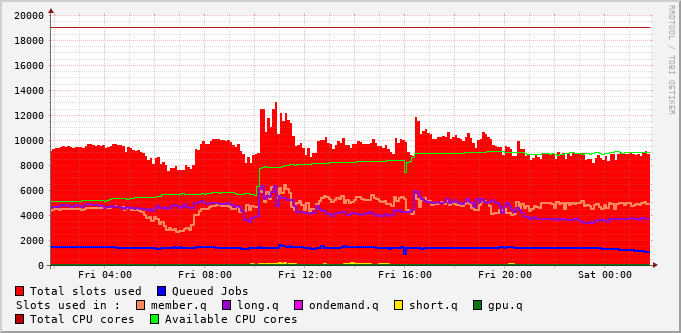 20000
18000
16000
14000
12000
10000
8000
6000
4000
2000
0
Fri 04:00 Fri 08:00 Fri 12:00 Fri 16:00 Fri 20:00 Sat 00:00
RRDTOOL / TOBI OETIKER
Total slots used Queued Jobs
Slots used in : member.q long.q ondemand.q short.q gpu.q
Total CPU cores Available CPU cores